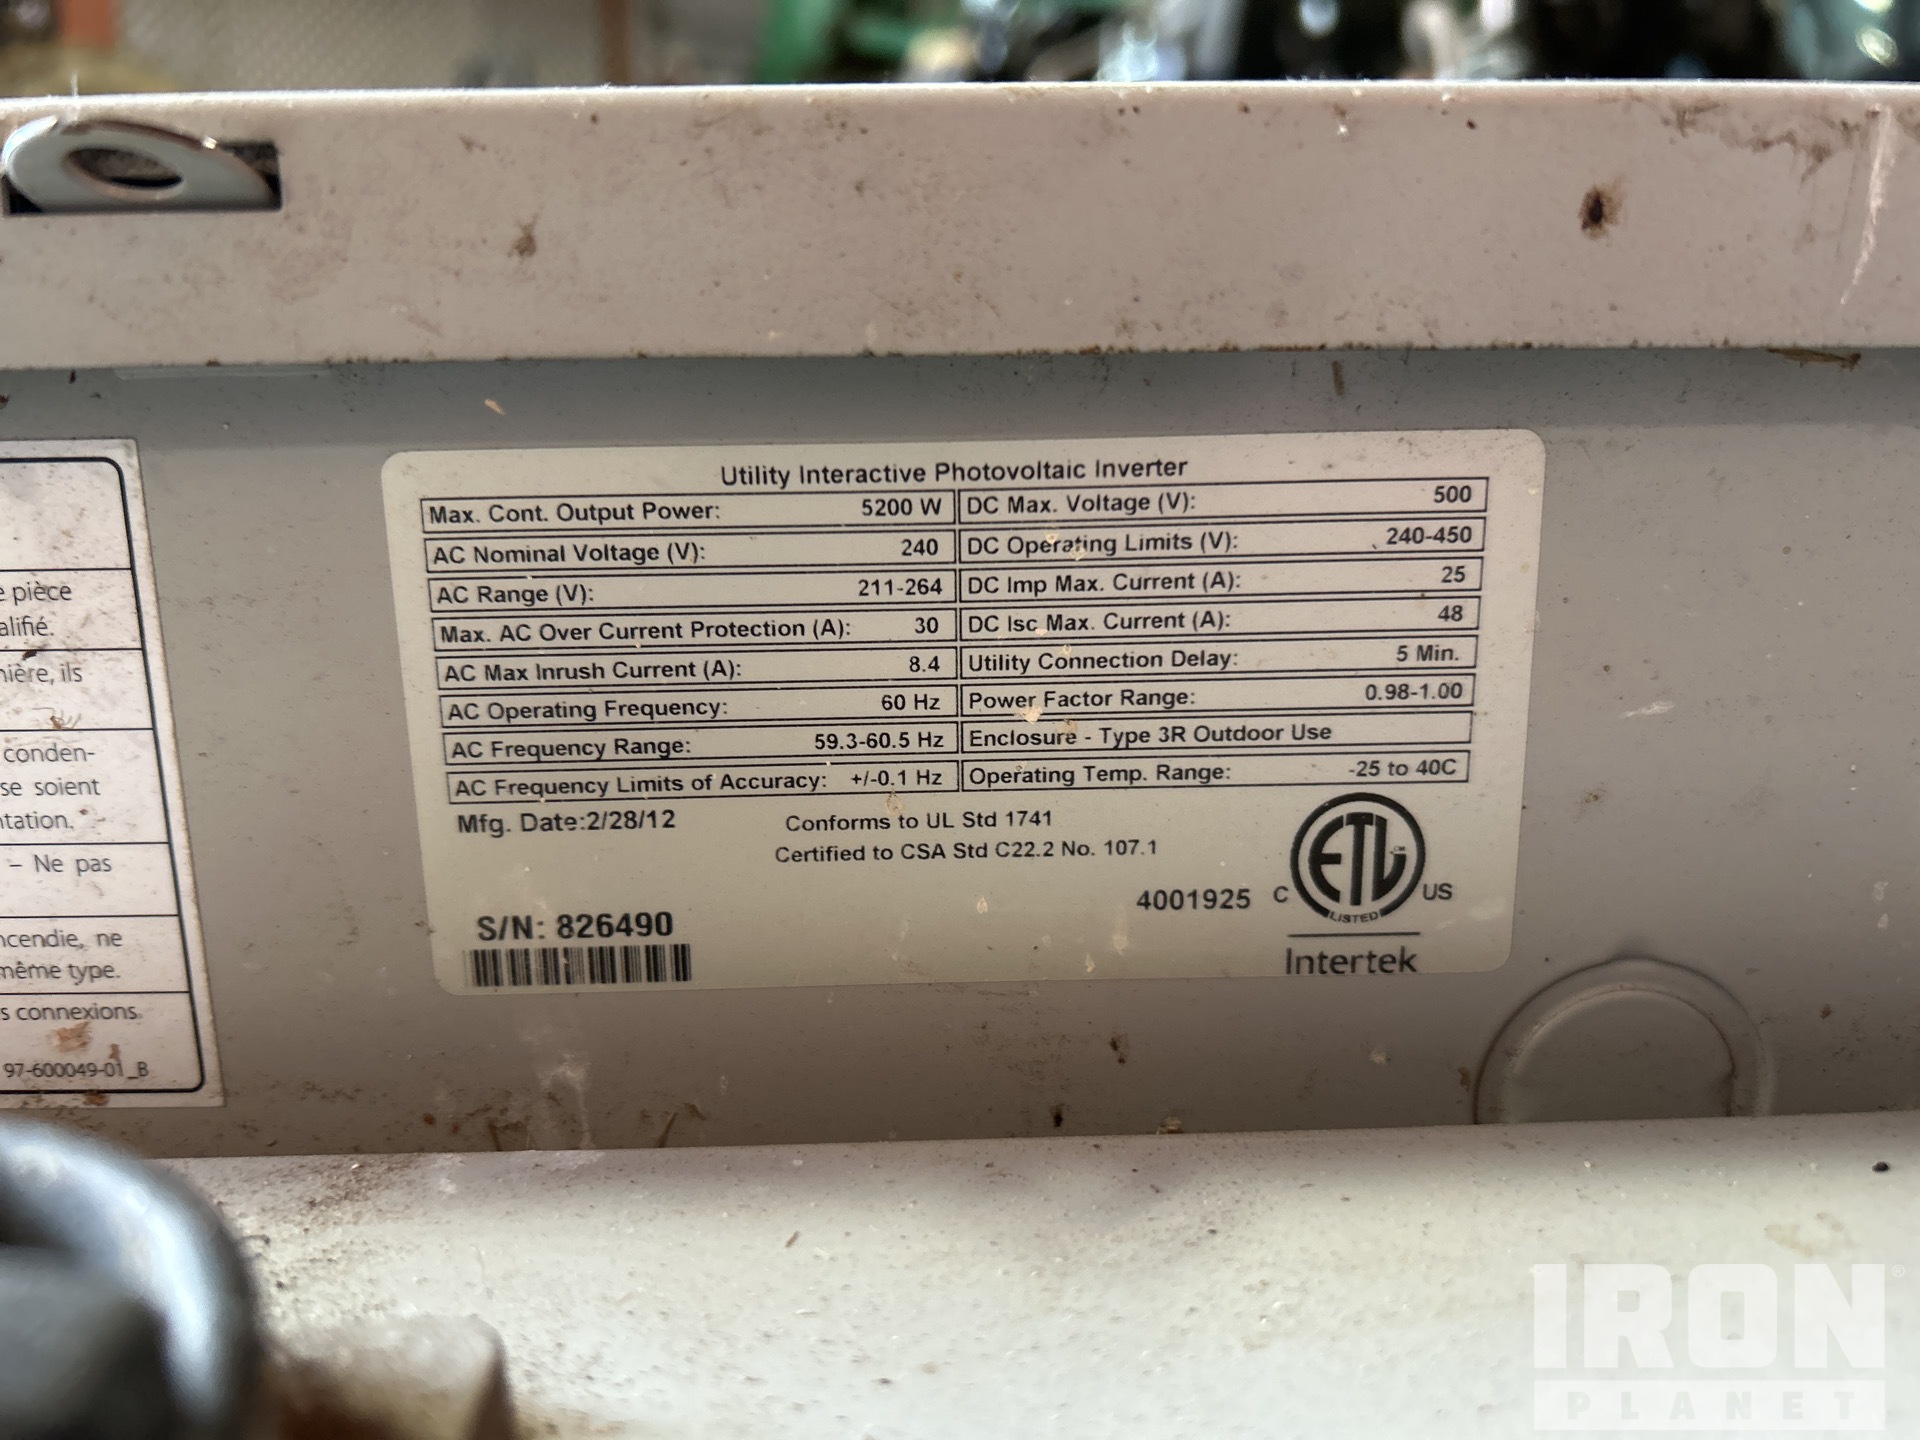 e pièce
alifié.
nière, ils
conden-
se soient
ntation.
– Ne pas
ncendie, ne
même type.
s connexions.
97-600049-01_B
Utility Interactive Photovoltaic Inverter
Max. Cont. Output Power: 5200 W DC Max. Voltage (V): 500
AC Nominal Voltage (V): 240 DC Operating Limits (V): 240-450
AC Range (V): 211-264 DC Imp Max. Current (A): 25
Max. AC Over Current Protection (A): 30 DC Isc Max. Current (A): 48
AC Max Inrush Current (A): 8.4 Utility Connection Delay: 5 Min.
AC Operating Frequency: 60 Hz Power Factor Range: 0.98-1.00
AC Frequency Range: 59.3-60.5 Hz Enclosure - Type 3R Outdoor Use
AC Frequency Limits of Accuracy: +/-0.1 Hz Operating Temp. Range: -25 to 40C
Mfg. Date:2/28/12 Conforms to UL Std 1741
Certified to CSA Std C22.2 No. 107.1
4001925 C ETL CM US
LISTED
S/N: 826490
Intertek
IRON®
PLANET